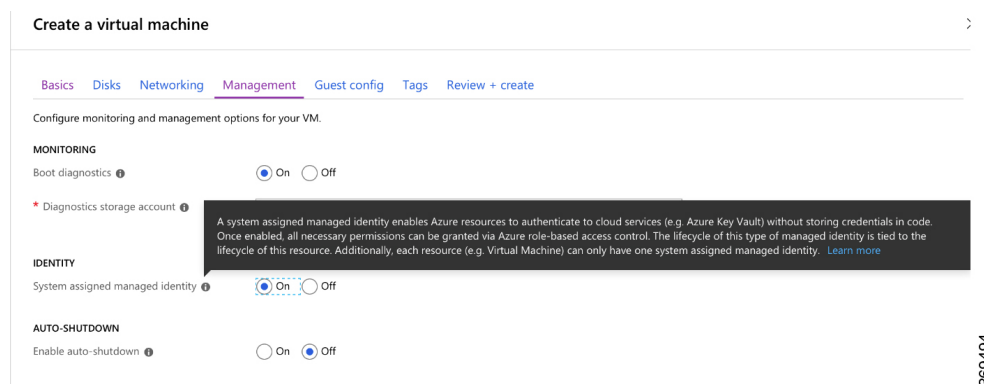 Create a virtual machine
Basics Disks Networking Management Guest config Tags Review + create
Configure monitoring and management options for your VM.
MONITORING
Boot diagnostics On Off
* Diagnostics storage account
A system assigned managed identity enables Azure resources to authenticate to cloud services (e.g. Azure Key Vault) without storing credentials in code.
Once enabled, all necessary permissions can be granted via Azure role-based access control. The lifecycle of this type of managed identity is tied to the
lifecycle of this resource. Additionally, each resource (e.g. Virtual Machine) can only have one system assigned managed identity. Learn more
IDENTITY
System assigned managed identity On Off
AUTO-SHUTDOWN
Enable auto-shutdown On Off